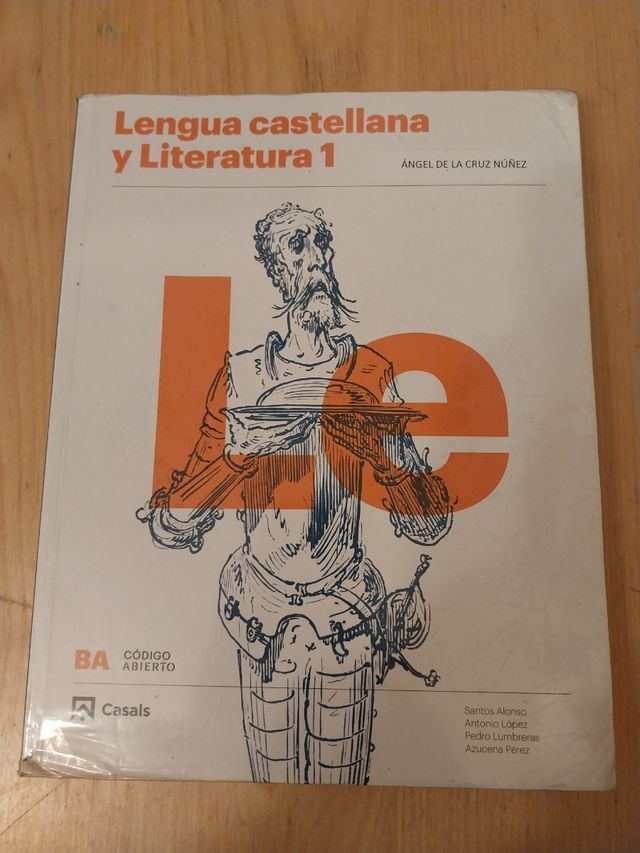 Lengua castellana
y Literatura 1
ÁNGEL DE LA CRUZ NÚÑEZ
Le
BA CÓDIGO
ABIERTO
Casals
Santos Alonso
Antonio López
Pedro Lumbreras
Azucena Pérez